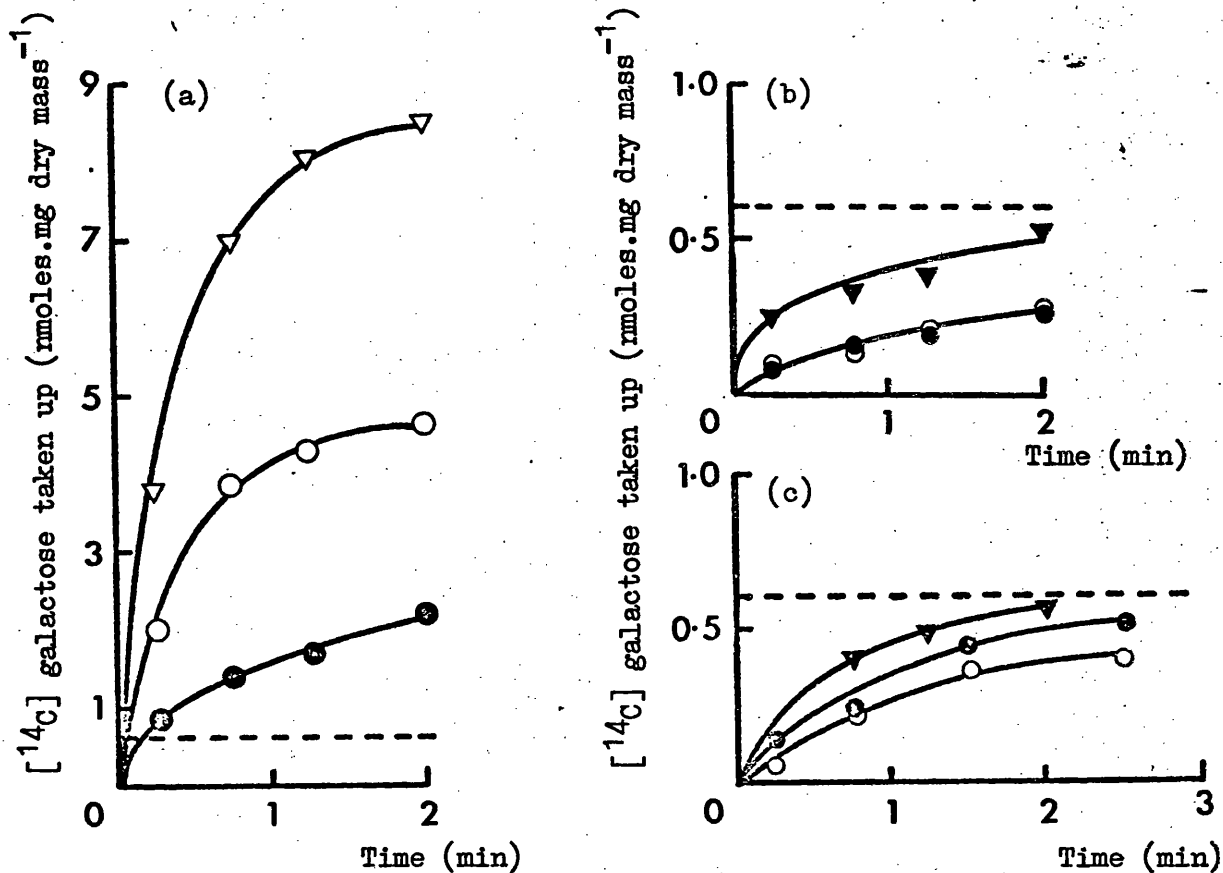 [¹⁴C] galactose taken up (nmoles.mg dry mass⁻¹)
(a)
9
7
5
3
1
0
1
2
Time (min)
[¹⁴C] galactose taken up (nmoles.mg dry mass⁻¹)
(b)
1.0
0·5
0
1
2
Time (min)
(c)
1.0
0·5
0
1
2
3
Time (min)